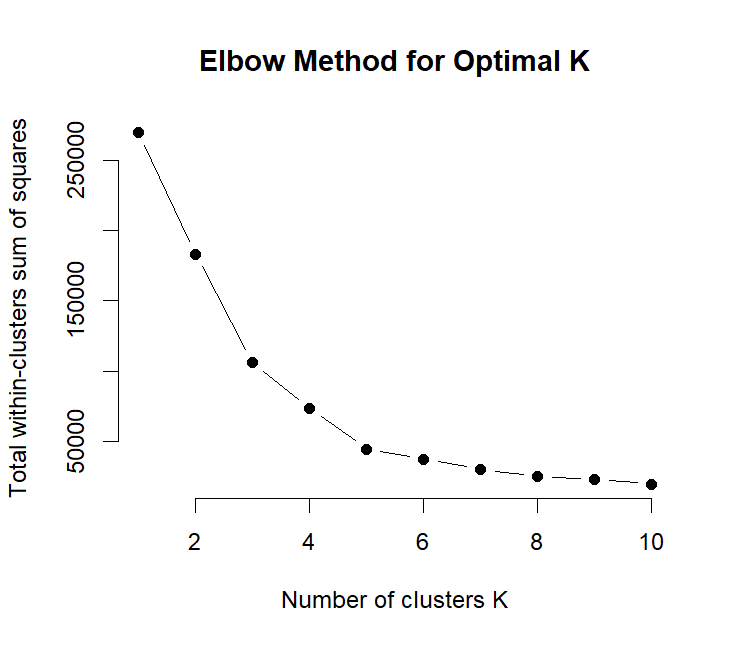 Elbow Method for Optimal K
Total within-clusters sum of squares
250000
150000
50000
2 4 6 8 10
Number of clusters K